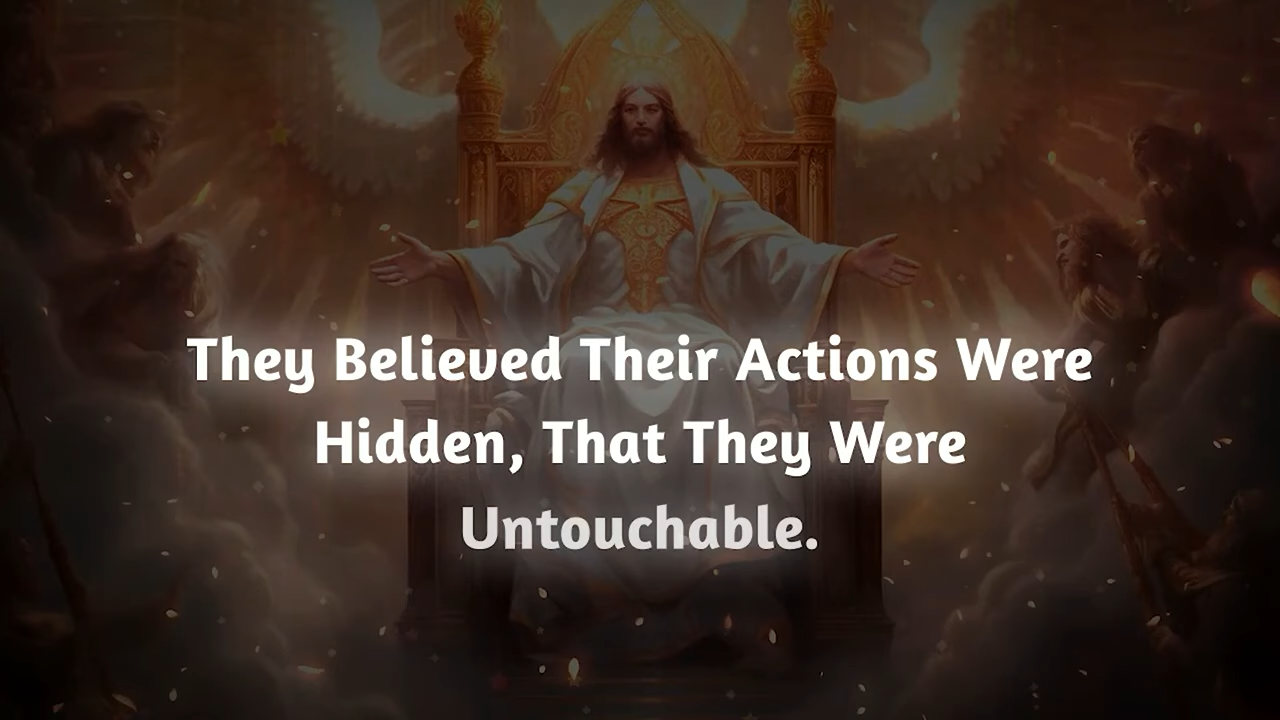 They Believed Their Actions Were
Hidden, That They Were
Untouchable.